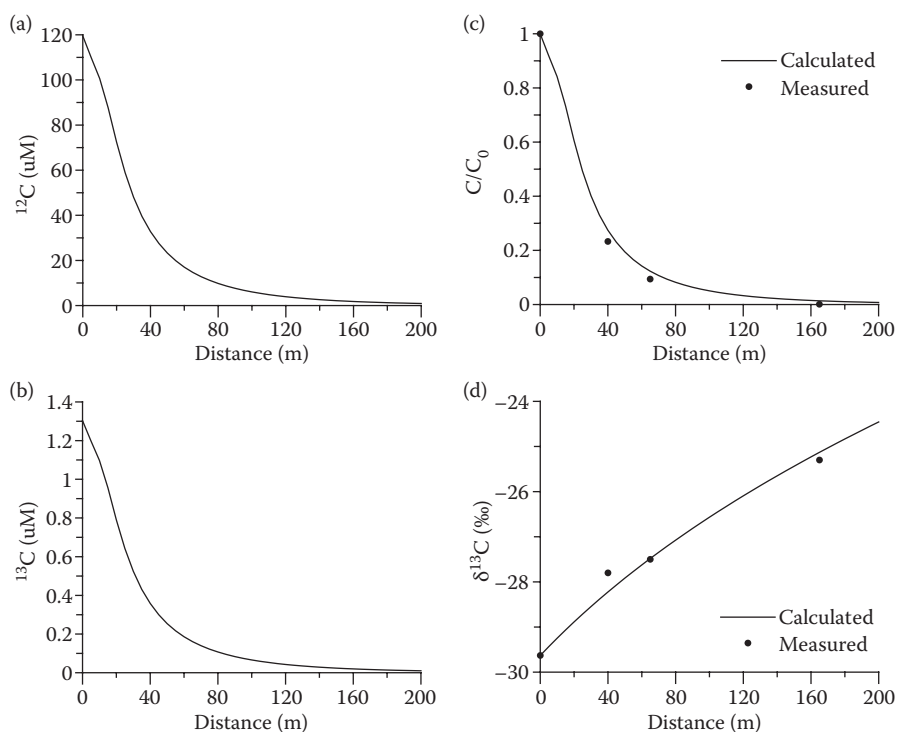 (a)
120
100
80
60
40
20
0
¹²C (uM)
0 40 80 120 160 200
Distance (m)
(c)
1
0.8
0.6
0.4
0.2
0
C/C₀
Calculated
Measured
0 40 80 120 160 200
Distance (m)
(b)
1.4
1.2
1
0.8
0.6
0.4
0.2
0
¹³C (uM)
0 40 80 120 160 200
Distance (m)
(d)
−24
−26
−28
−30
δ¹³C (‰)
Calculated
Measured
0 40 80 120 160 200
Distance (m)